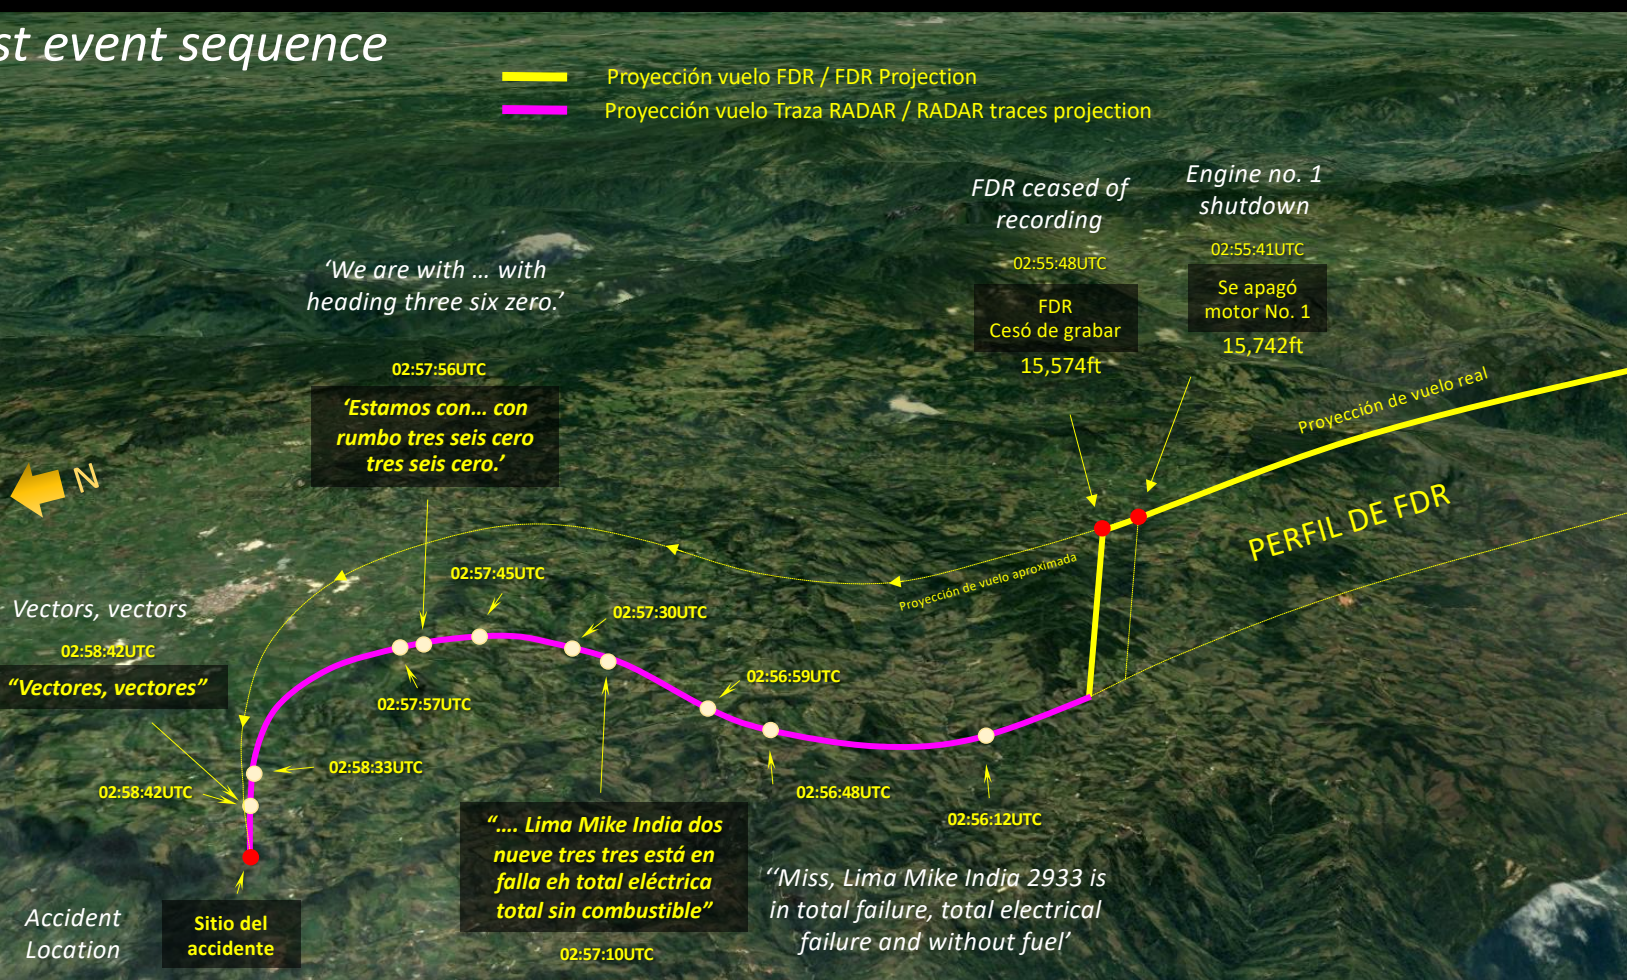 st event sequence
Proyección vuelo FDR / FDR Projection
Proyección vuelo Traza RADAR / RADAR traces projection
Engine no. 1
shutdown
02:55:41UTC
Se apagó
motor No. 1
15,742ft
FDR ceased of
recording
02:55:48UTC
FDR
Cesó de grabar
15,574ft
‘We are with … with
heading three six zero.’
02:57:56UTC
‘Estamos con… con
rumbo tres seis cero
tres seis cero.’
Proyección de vuelo real
N
PERFIL DE FDR
Proyección de vuelo aproximada
02:57:45UTC
02:57:30UTC
Vectors, vectors
02:58:42UTC
“Vectores, vectores”
02:56:59UTC
02:57:57UTC
02:58:33UTC
02:58:42UTC
02:56:48UTC
02:56:12UTC
“…. Lima Mike India dos
nueve tres tres está en
falla eh total eléctrica
total sin combustible”
02:57:10UTC
‘‘Miss, Lima Mike India 2933 is
in total failure, total electrical
failure and without fuel’
Accident
Location
Sitio del
accidente